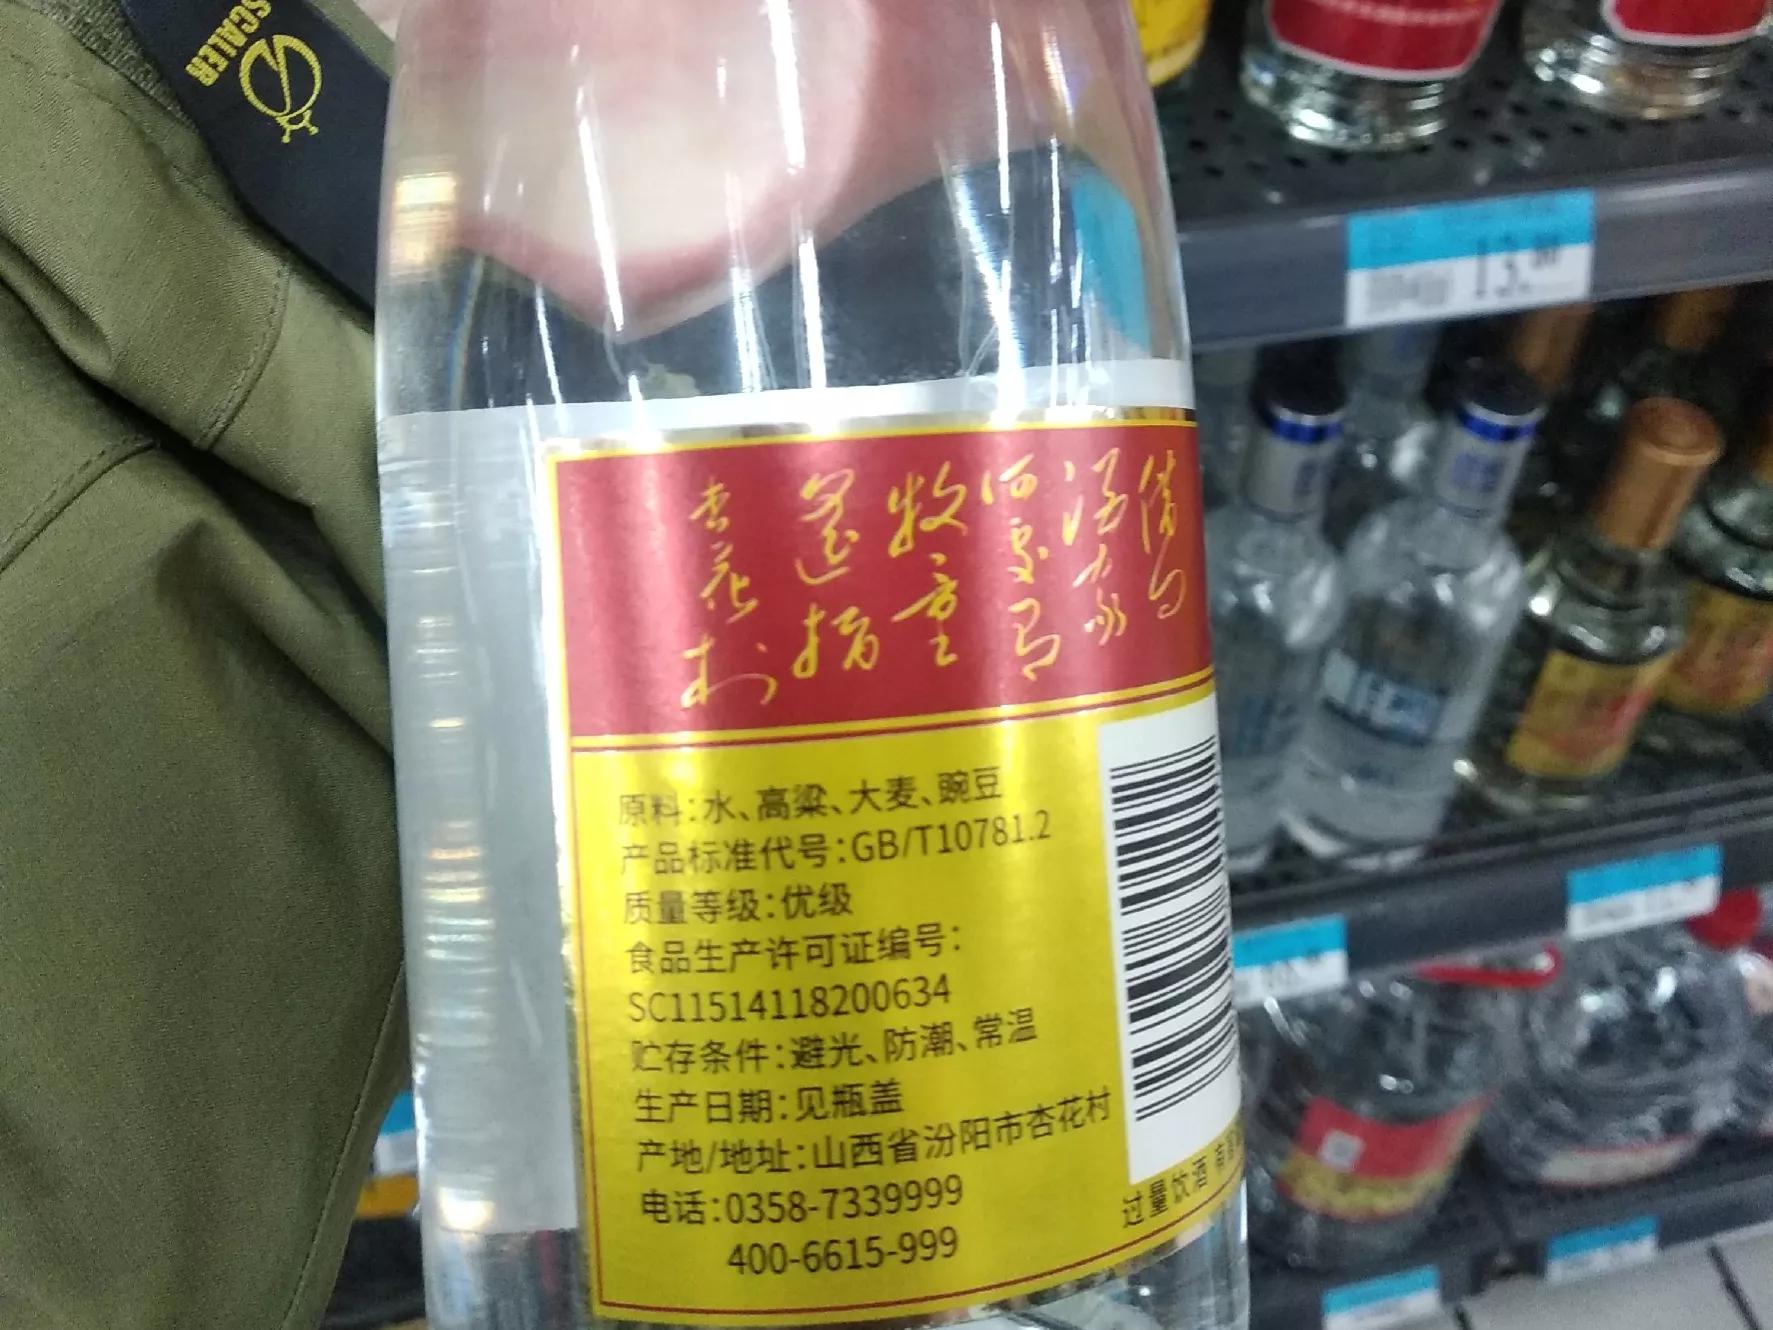 SCALER
借问
酒家
何处有
牧童
遥指
杏花村
原料:水、高粱、大麦、豌豆
产品标准代号:GB/T10781.2
质量等级:优级
食品生产许可证编号:
SC11514118200634
贮存条件:避光、防潮、常温
生产日期:见瓶盖
产地/地址:山西省汾阳市杏花村
电话:0358-7339999
400-6615-999
过量饮酒 有